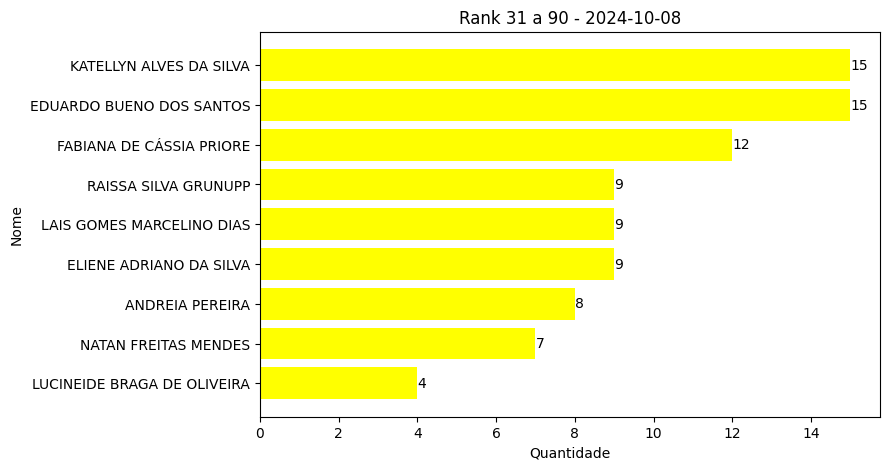 Rank 31 a 90 - 2024-10-08
Nome
KATELLYN ALVES DA SILVA 15
EDUARDO BUENO DOS SANTOS 15
FABIANA DE CÁSSIA PRIORE 12
RAISSA SILVA GRUNUPP 9
LAIS GOMES MARCELINO DIAS 9
ELIENE ADRIANO DA SILVA 9
ANDREIA PEREIRA 8
NATAN FREITAS MENDES 7
LUCINEIDE BRAGA DE OLIVEIRA 4
0 2 4 6 8 10 12 14
Quantidade